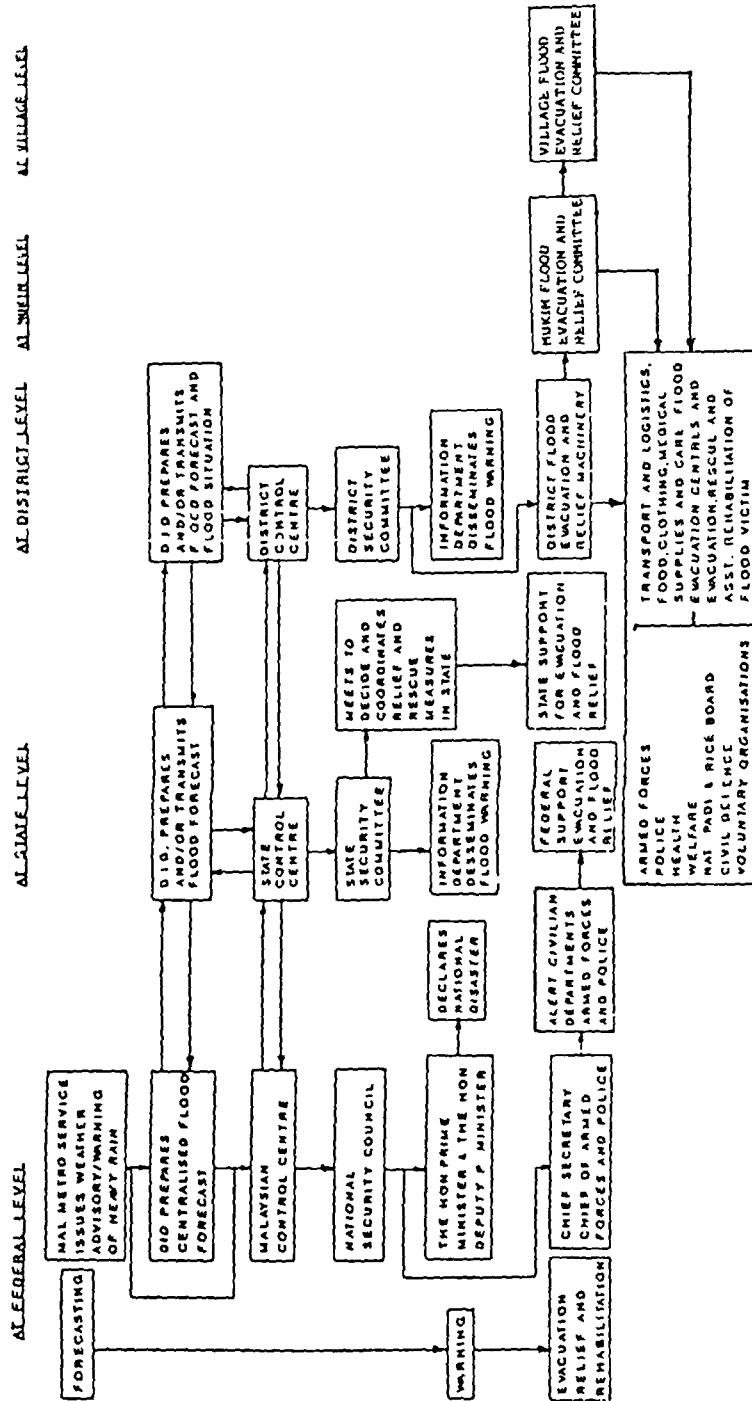 AT FEDERAL LEVEL
AT STATE LEVEL
AT DISTRICT LEVEL
AT MUKIM LEVEL
AT VILLAGE LEVEL
FORECASTING
MAL METRO SERVICE
ISSUES WEATHER
ADVISORY/WARNING
OF HEAVY RAIN
DID PREPARES
CENTRALISED FLOOD
FORECAST
D.I.D. PREPARES
AND/OR TRANSMITS
FLOOD FORECAST
D.I.D PREPARES
AND/OR TRANSMITS
FLOOD FORECAST AND
FLOOD SITUATION
MALAYSIAN
CONTROL CENTRE
STATE
CONTROL
CENTRE
DISTRICT
CONTROL
CENTRE
NATIONAL
SECURITY COUNCIL
STATE
SECURITY
COMMITTEE
MEETS TO
DECIDE AND
COORDINATES
RELIEF AND
RESCUE
MEASURES
IN STATE
DISTRICT
SECURITY
COMMITTEE
WARNING
THE HON PRIME
MINISTER & THE HON
DEPUTY P MINISTER
DECLARES
NATIONAL
DISASTER
INFORMATION
DEPARTMENT
DESSEMINATES
FLOOD WARNING
INFORMATION
DEPARTMENT
DISSEMINATES
FLOOD WARNING
EVACUATION
RELIEF AND
REHABILITATION
CHIEF SECRETARY
CHIEF OF ARMED
FORCES AND POLICE
ALERT CIVILIAN
DEPARTMENTS
ARMED FORCES
AND POLICE
FEDERAL
SUPPORT
EVACUATION
AND FLOOD
RELIEF
STATE SUPPORT
FOR EVACUATION
AND FLOOD
RELIEF
DISTRICT FLOOD
EVACUATION AND
RELIEF MACHINERY
MUKIM FLOOD
EVACUATION AND
RELIEF COMMITTEE
VILLAGE FLOOD
EVACUATION AND
RELIEF COMMITTEE
ARMED FORCES
POLICE
HEALTH
WELFARE
NAT PADI & RICE BOARD
CIVIL DEFENCE
VOLUNTARY ORGANISATIONS
TRANSPORT AND LOGISTICS,
FOOD, CLOTHING, MEDICAL
SUPPLIES AND CARE FLOOD
EVACUATION CENTRES AND
EVACUATION, RESCUE AND
ASST. REHABILITATION OF
FLOOD VICTIM